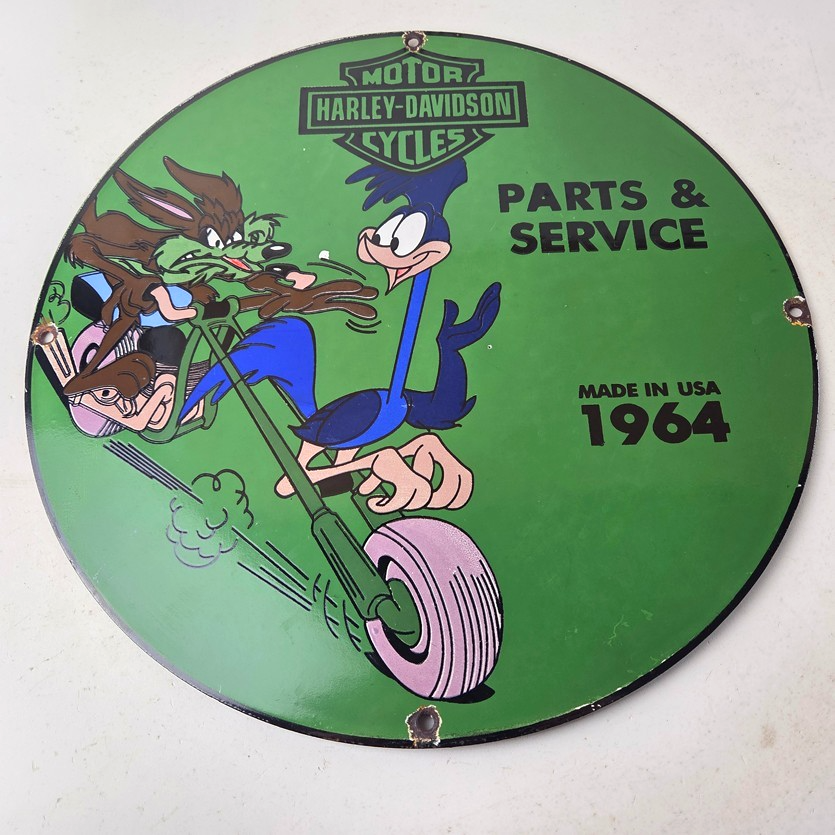 MOTOR
HARLEY-DAVIDSON
CYCLES
PARTS &
SERVICE
MADE IN USA
1964